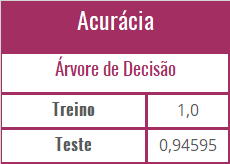 Acurácia
Árvore de Decisão
Treino 1,0
Teste 0,94595